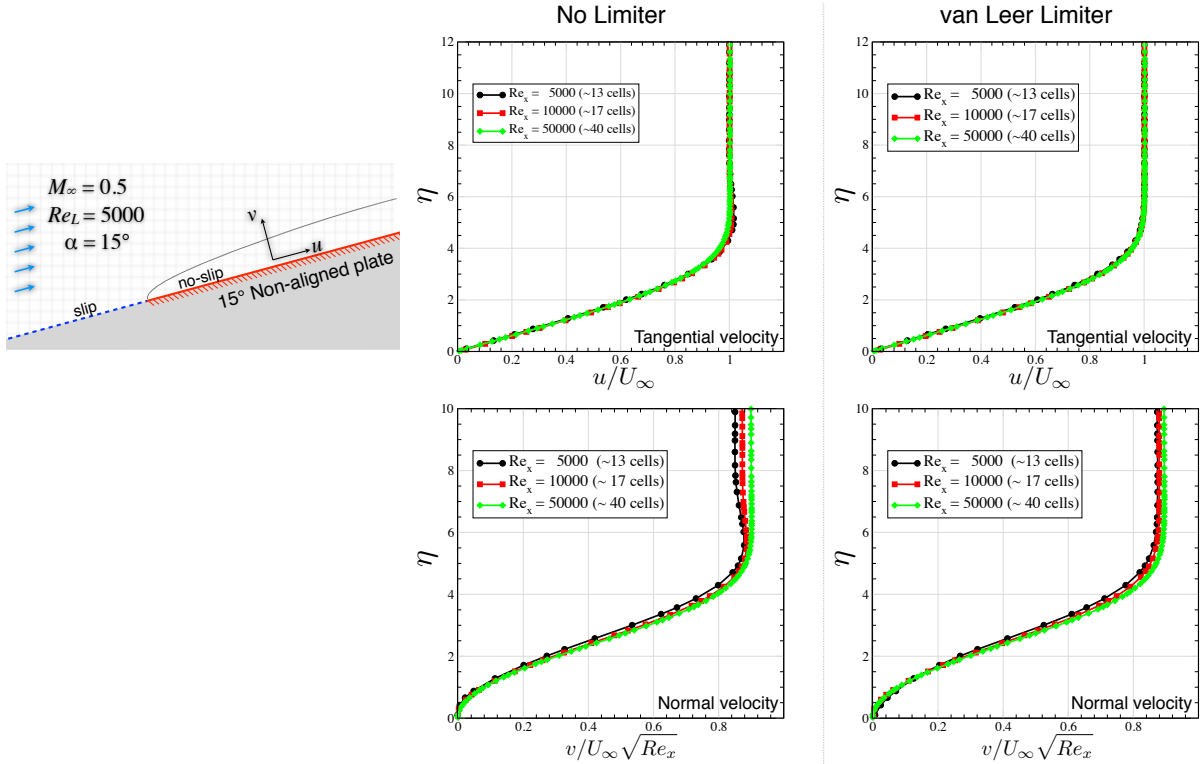 No Limiter
van Leer Limiter
M∞ = 0.5
Re_L = 5000
α = 15°
v
u
no-slip
slip
15° Non-aligned plate
12
10
8
6
4
2
0
η
Re_x = 5000 (~13 cells)
Re_x = 10000 (~17 cells)
Re_x = 50000 (~40 cells)
Tangential velocity
0 0.2 0.4 0.6 0.8 1
u/U∞
12
10
8
6
4
2
0
η
Re_x = 5000 (~13 cells)
Re_x = 10000 (~17 cells)
Re_x = 50000 (~40 cells)
Tangential velocity
0 0.2 0.4 0.6 0.8 1
u/U∞
10
8
6
4
2
0
η
Re_x = 5000 (~13 cells)
Re_x = 10000 (~ 17 cells)
Re_x = 50000 (~ 40 cells)
Normal velocity
0 0.2 0.4 0.6 0.8
v/U∞√Re_x
10
8
6
4
2
0
η
Re_x = 5000 (~13 cells)
Re_x = 10000 (~ 17 cells)
Re_x = 50000 (~ 40 cells)
Normal velocity
0 0.2 0.4 0.6 0.8
v/U∞√Re_x